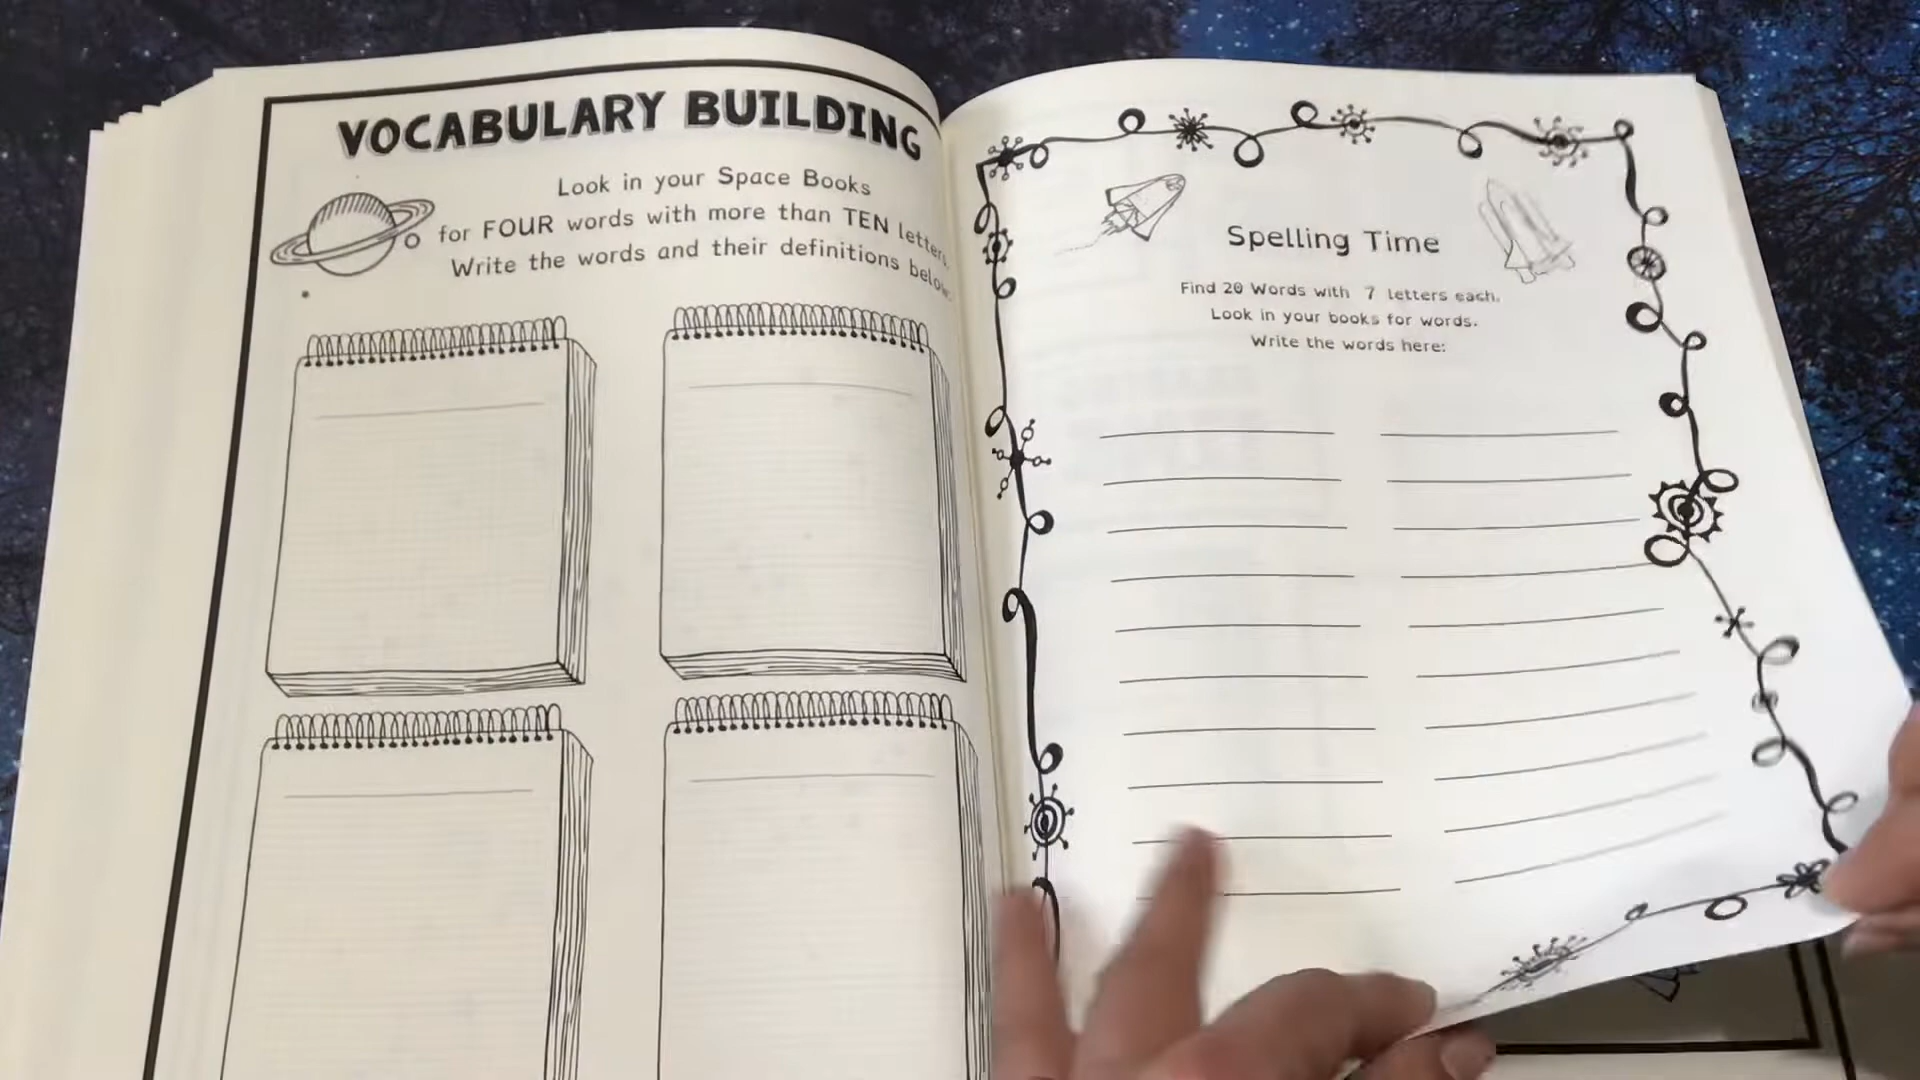 VOCABULARY BUILDING
Look in your Space Books
for FOUR words with more than TEN letters.
Write the words and their definitions below:
Spelling Time
Find 20 Words with 7 letters each.
Look in your books for words.
Write the words here: